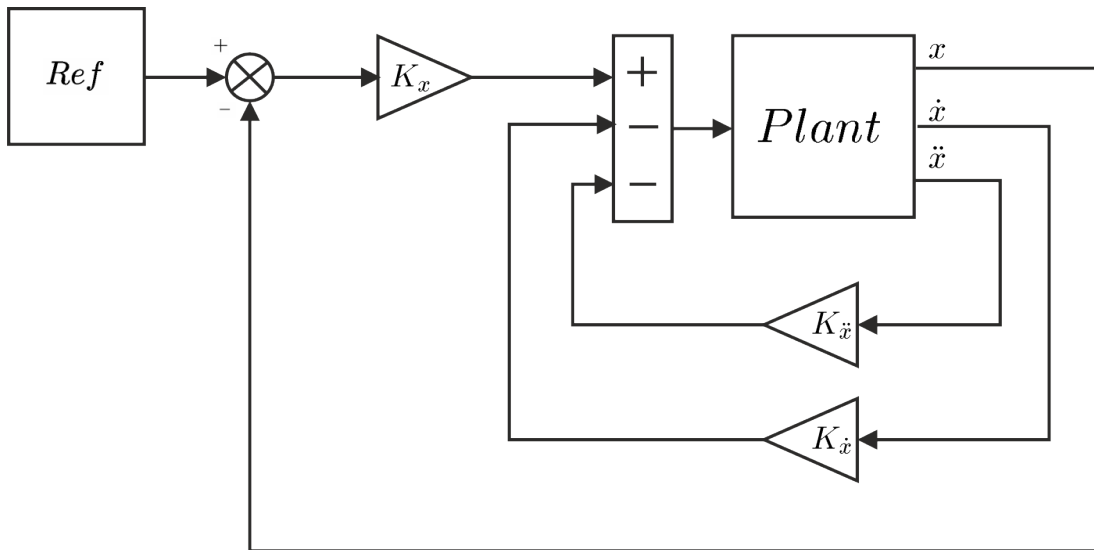 Ref
+
−
K_x
+
−
−
Plant
x
ẋ
ẍ
K_ẍ
K_ẋ